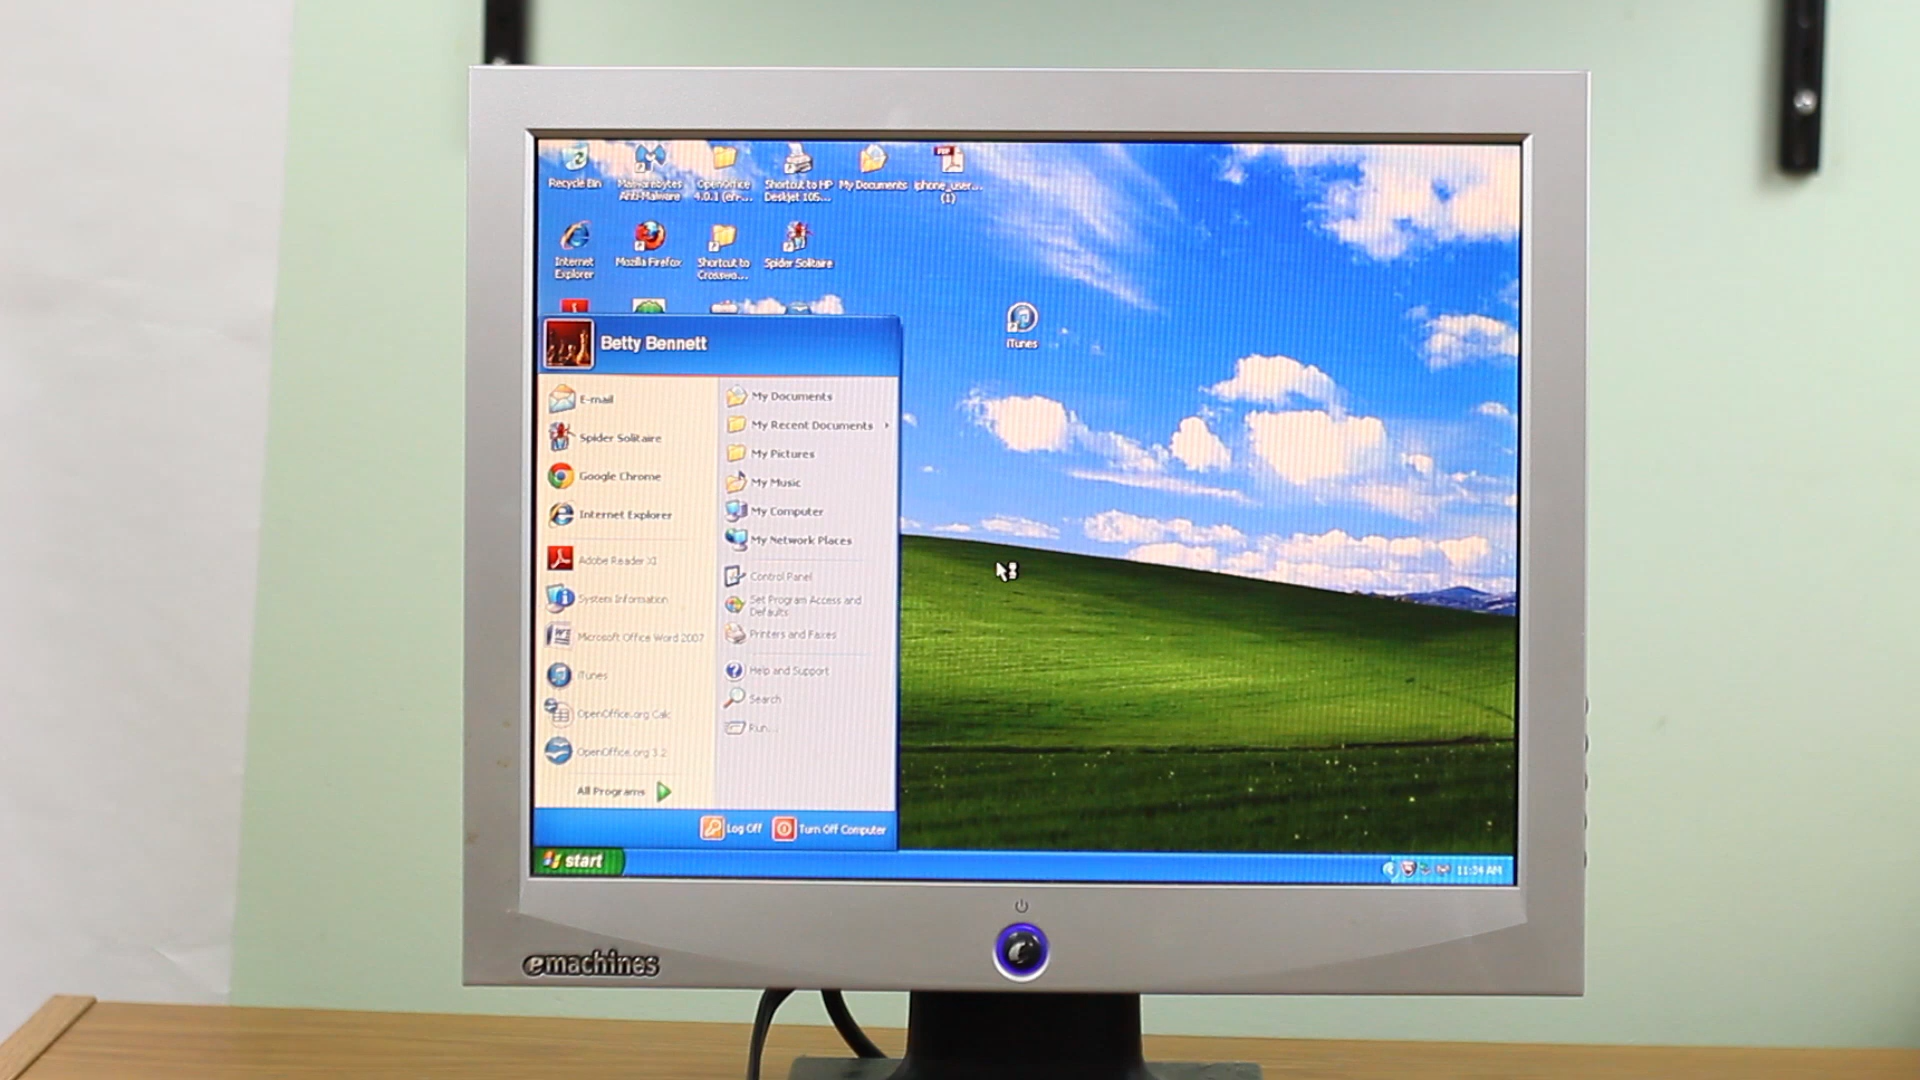 Recycle Bin
Malwarebytes
Anti-Malware
OpenOffice
4.0.1 (en-...
Shortcut to HP
Deskjet 105...
My Documents
iphone_user...
(1)
Internet
Explorer
Mozilla Firefox
Shortcut to
Crosswo...
Spider Solitaire
iTunes
Betty Bennett
E-mail
Spider Solitaire
Google Chrome
Internet Explorer
Adobe Reader XI
System Information
Microsoft Office Word 2007
iTunes
OpenOffice.org Calc
OpenOffice.org 3.2
All Programs
My Documents
My Recent Documents
My Pictures
My Music
My Computer
My Network Places
Control Panel
Set Program Access and
Defaults
Printers and Faxes
Help and Support
Search
Run...
Log Off
Turn Off Computer
start
11:34 AM
emachines